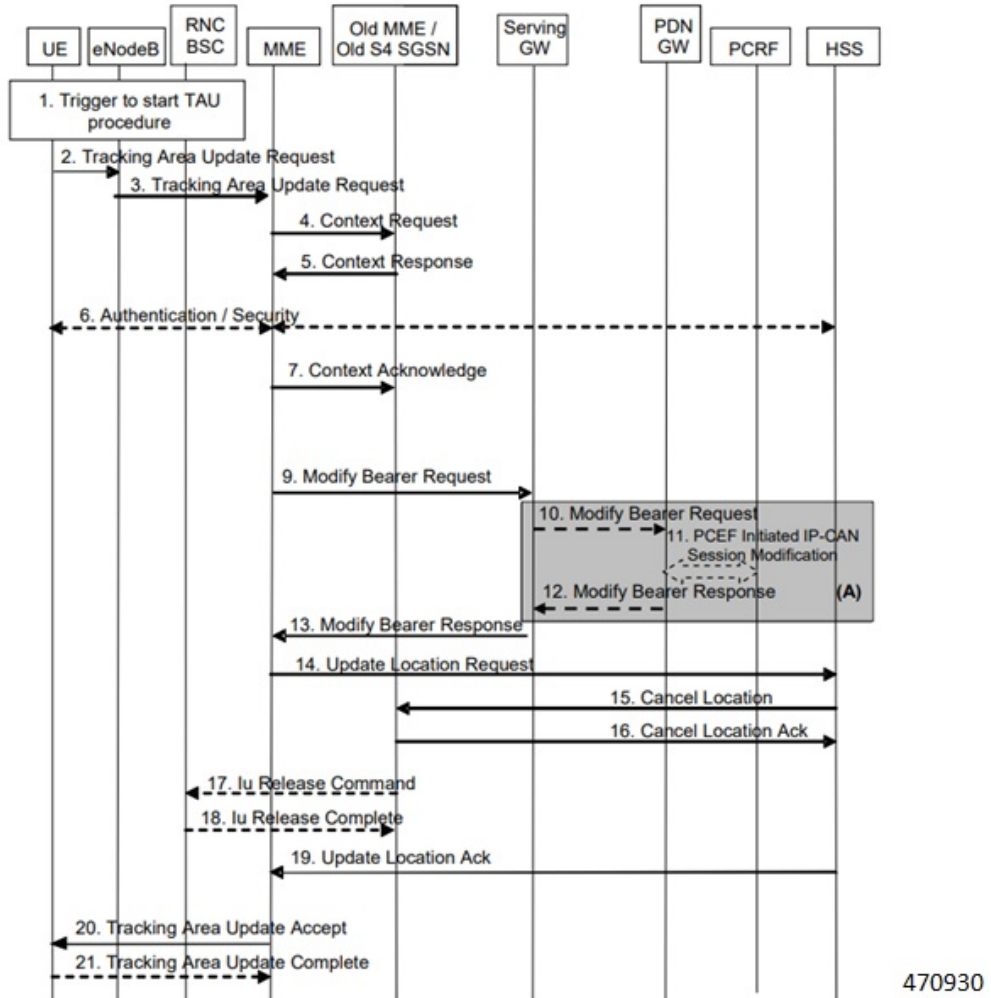 UE
eNodeB
RNC
BSC
MME
Old MME /
Old S4 SGSN
Serving
GW
PDN
GW
PCRF
HSS
1. Trigger to start TAU
procedure
2. Tracking Area Update Request
3. Tracking Area Update Request
4. Context Request
5. Context Response
6. Authentication / Security
7. Context Acknowledge
9. Modify Bearer Request
10. Modify Bearer Request
11. PCEF Initiated IP-CAN
Session Modification
12. Modify Bearer Response
(A)
13. Modify Bearer Response
14. Update Location Request
15. Cancel Location
16. Cancel Location Ack
17. Iu Release Command
18. Iu Release Complete
19. Update Location Ack
20. Tracking Area Update Accept
21. Tracking Area Update Complete
470930